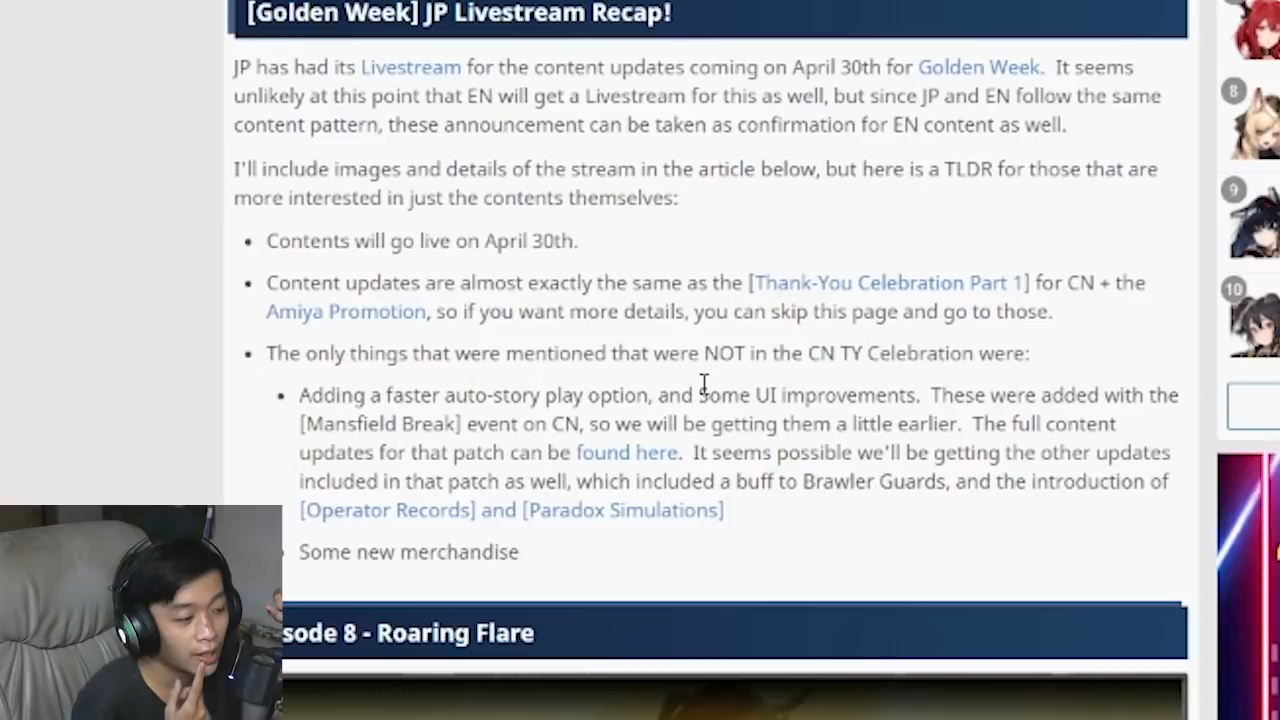 [Golden Week] JP Livestream Recap!
JP has had its Livestream for the content updates coming on April 30th for Golden Week. It seems
unlikely at this point that EN will get a Livestream for this as well, but since JP and EN follow the same
content pattern, these announcement can be taken as confirmation for EN content as well.
I'll include images and details of the stream in the article below, but here is a TLDR for those that are
more interested in just the contents themselves:
• Contents will go live on April 30th.
• Content updates are almost exactly the same as the [Thank-You Celebration Part 1] for CN + the
Amiya Promotion, so if you want more details, you can skip this page and go to those.
• The only things that were mentioned that were NOT in the CN TY Celebration were:
• Adding a faster auto-story play option, and some UI improvements. These were added with the
[Mansfield Break] event on CN, so we will be getting them a little earlier. The full content
updates for that patch can be found here. It seems possible we'll be getting the other updates
included in that patch as well, which included a buff to Brawler Guards, and the introduction of
[Operator Records] and [Paradox Simulations]
Some new merchandise
sode 8 - Roaring Flare
8
9
10